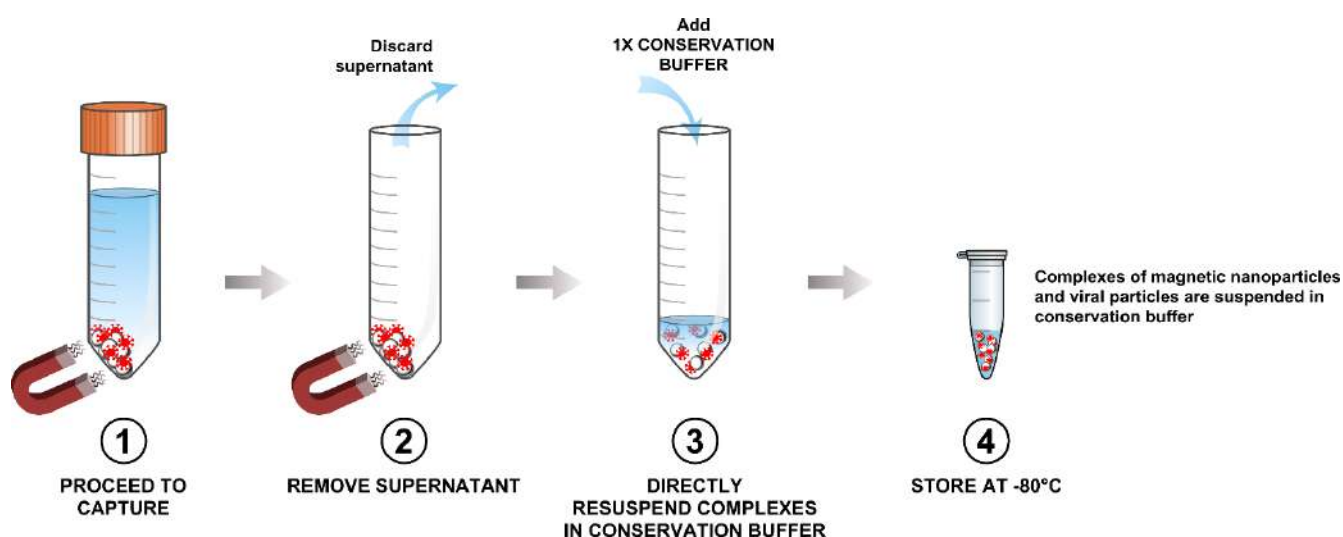 Discard
supernatant
Add
1X CONSERVATION
BUFFER
Complexes of magnetic nanoparticles
and viral particles are suspended in
conservation buffer
1
PROCEED TO
CAPTURE
2
REMOVE SUPERNATANT
3
DIRECTLY
RESUSPEND COMPLEXES
IN CONSERVATION BUFFER
4
STORE AT -80°C